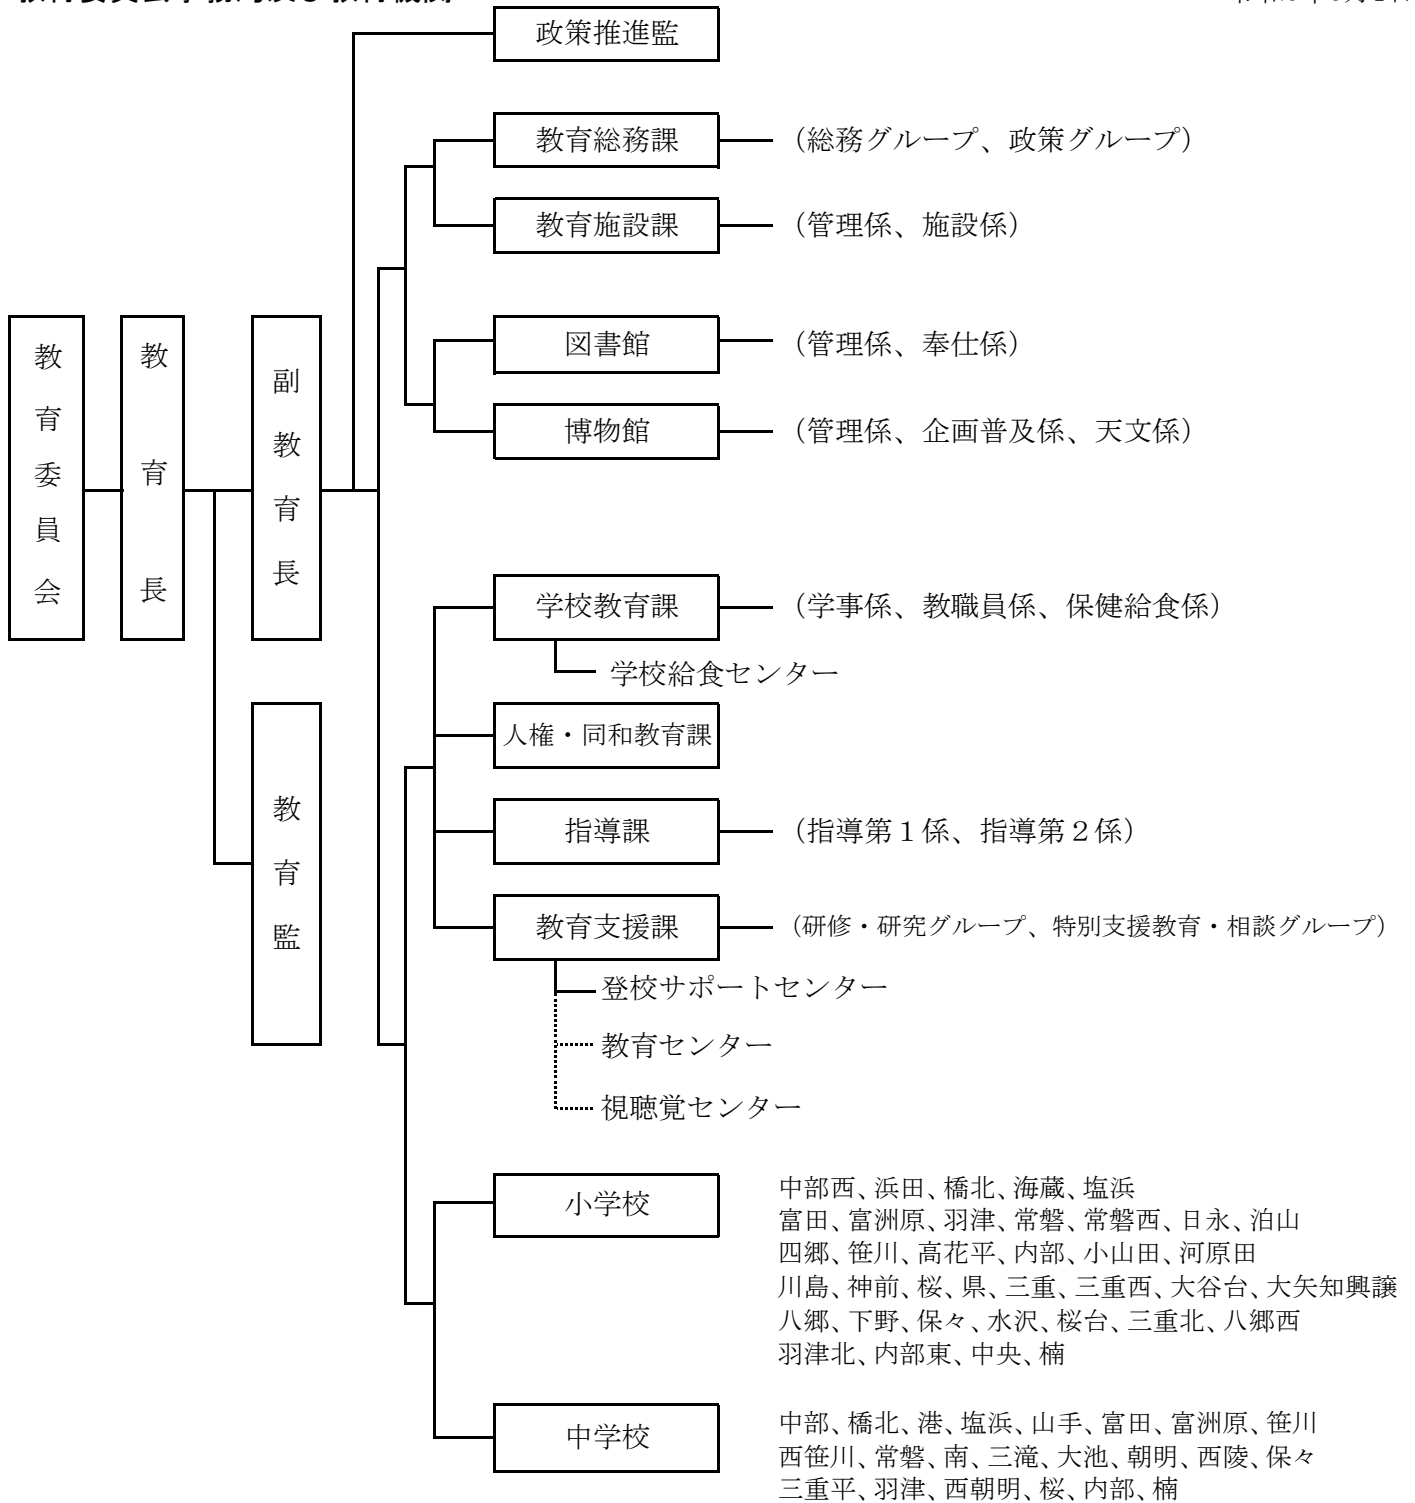 政策推進監
教育総務課
（総務グループ、政策グループ）
教育施設課
（管理係、施設係）
図書館
（管理係、奉仕係）
博物館
（管理係、企画普及係、天文係）
教育委員会
教育長
副教育長
教育監
学校教育課
（学事係、教職員係、保健給食係）
学校給食センター
人権・同和教育課
指導課
（指導第１係、指導第２係）
教育支援課
（研修・研究グループ、特別支援教育・相談グループ）
登校サポートセンター
教育センター
視聴覚センター
小学校
中部西、浜田、橋北、海蔵、塩浜
富田、富洲原、羽津、常磐、常磐西、日永、泊山
四郷、笹川、高花平、内部、小山田、河原田
川島、神前、桜、県、三重、三重西、大谷台、大矢知興譲
八郷、下野、保々、水沢、桜台、三重北、八郷西
羽津北、内部東、中央、楠
中学校
中部、橋北、港、塩浜、山手、富田、富洲原、笹川
西笹川、常磐、南、三滝、大池、朝明、西陵、保々
三重平、羽津、西朝明、桜、内部、楠